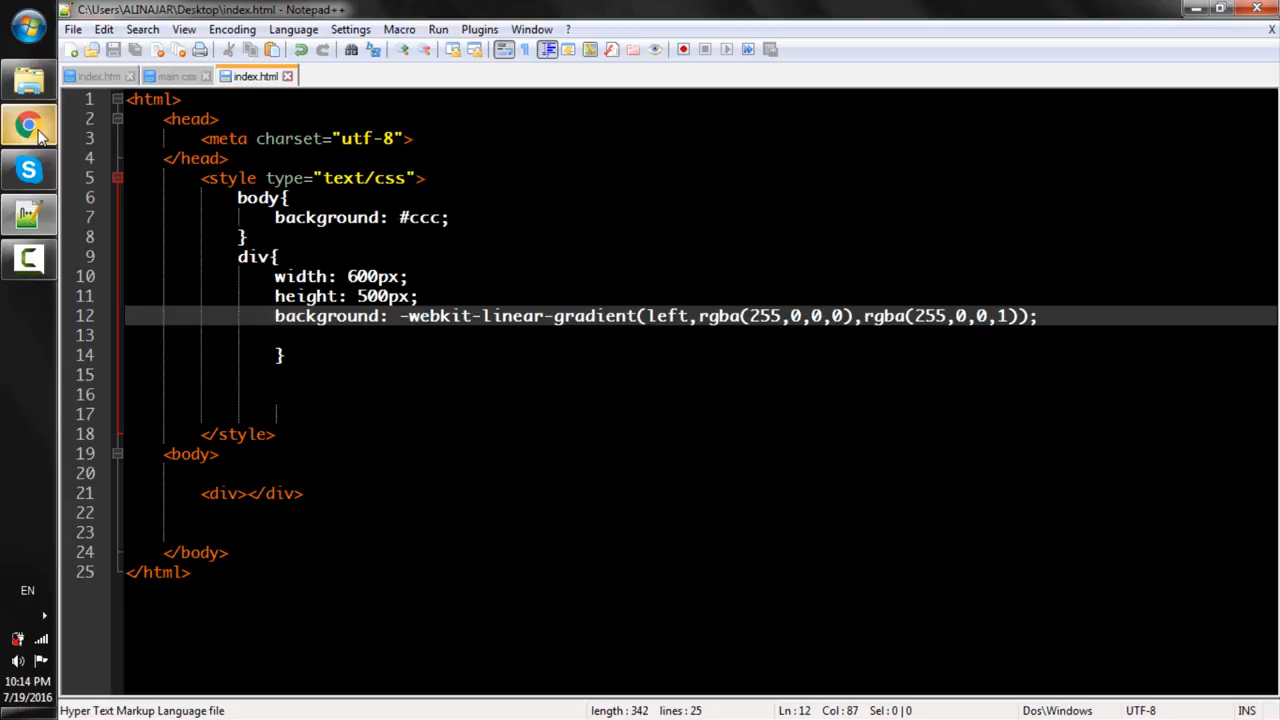 C:\Users\ALINAJAR\Desktop\index.html - Notepad++
File Edit Search View Encoding Language Settings Macro Run Plugins Window ? X
index.htm main css index.html
1 <html>
2 <head>
3 <meta charset="utf-8">
4 </head>
5 <style type="text/css">
6 body{
7 background: #ccc;
8 }
9 div{
10 width: 600px;
11 height: 500px;
12 background: -webkit-linear-gradient(left,rgba(255,0,0,0),rgba(255,0,0,1));
13
14 }
15
16
17
18 </style>
19 <body>
20
21 <div></div>
22
23
24 </body>
25 </html>
EN
10:14 PM
7/19/2016
Hyper Text Markup Language file length : 342 lines : 25 Ln : 12 Col : 87 Sel : 0 | 0 Dos\Windows UTF-8 INS